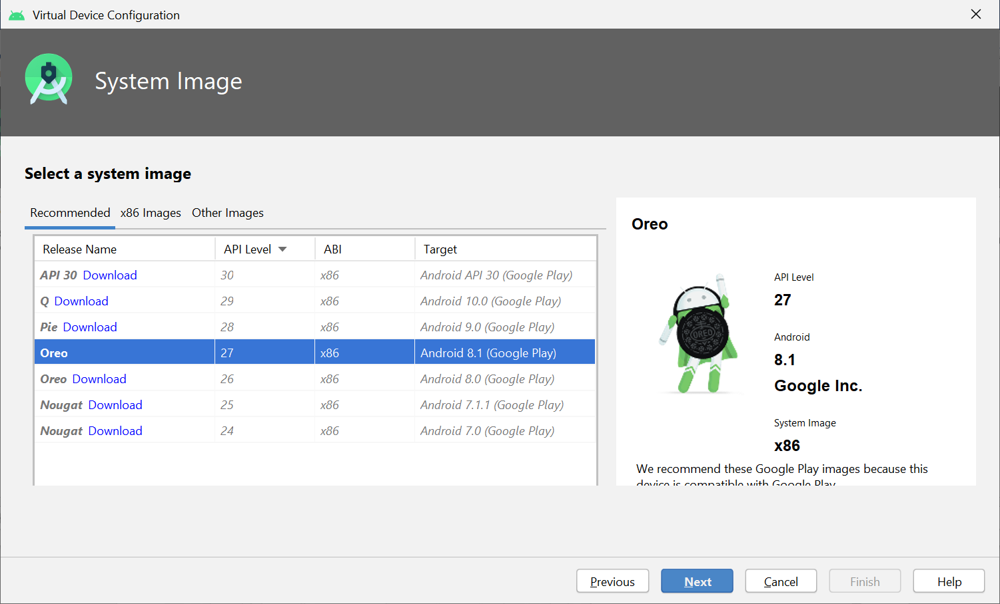 Virtual Device Configuration
System Image
Select a system image
Recommended x86 Images Other Images
Release Name API Level ABI Target
API 30 Download 30 x86 Android API 30 (Google Play)
Q Download 29 x86 Android 10.0 (Google Play)
Pie Download 28 x86 Android 9.0 (Google Play)
Oreo 27 x86 Android 8.1 (Google Play)
Oreo Download 26 x86 Android 8.0 (Google Play)
Nougat Download 25 x86 Android 7.1.1 (Google Play)
Nougat Download 24 x86 Android 7.0 (Google Play)
Oreo
OREO
API Level
27
Android
8.1
Google Inc.
System Image
x86
We recommend these Google Play images because this
device is compatible with Google Play
Previous Next Cancel Finish Help